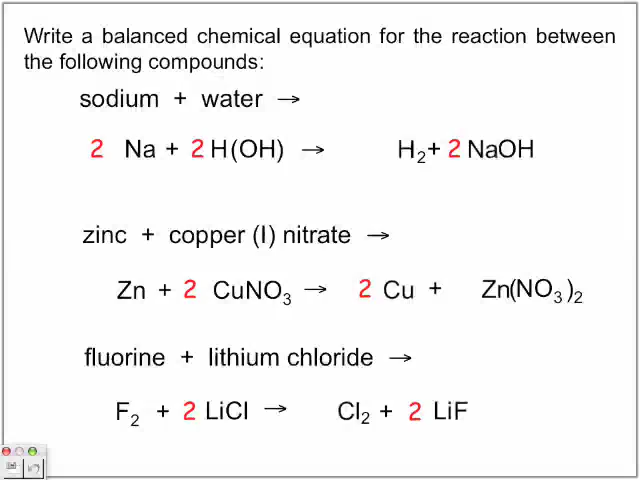 Write a balanced chemical equation for the reaction between
the following compounds:
sodium + water →
2 Na + 2 H(OH) → H₂+ 2 NaOH
zinc + copper (I) nitrate →
Zn + 2 CuNO₃ → 2 Cu + Zn(NO₃)₂
fluorine + lithium chloride →
F₂ + 2 LiCl → Cl₂ + 2 LiF